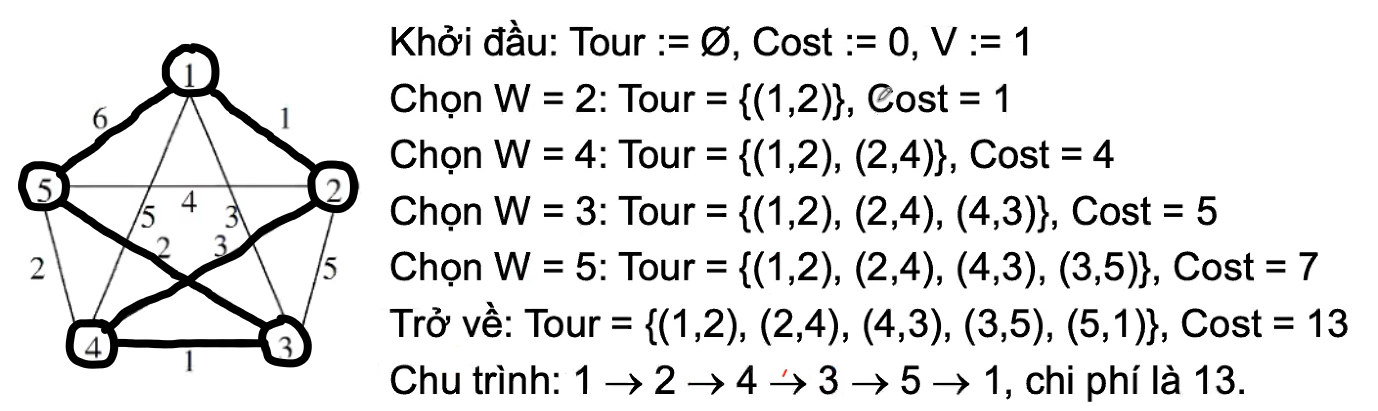 1
6
1
5
2
4
5
3
2
3
2
5
4
3
1
Khởi đầu: Tour := Ø, Cost := 0, V := 1
Chọn W = 2: Tour = {(1,2)}, Cost = 1
Chọn W = 4: Tour = {(1,2), (2,4)}, Cost = 4
Chọn W = 3: Tour = {(1,2), (2,4), (4,3)}, Cost = 5
Chọn W = 5: Tour = {(1,2), (2,4), (4,3), (3,5)}, Cost = 7
Trở về: Tour = {(1,2), (2,4), (4,3), (3,5), (5,1)}, Cost = 13
Chu trình: 1 → 2 → 4 → 3 → 5 → 1, chi phí là 13.